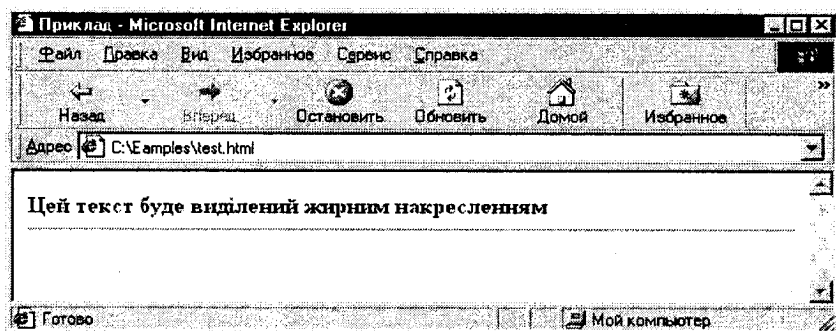 Приклад - Microsoft Internet Explorer
Файл Правка Вид Избранное Сервис Справка
Назад Вперед Остановить Обновить Домой Избранное »
Адрес C:\Eamples\test.html
Цей текст буде виділений жирним накресленням
Готово Мой компьютер